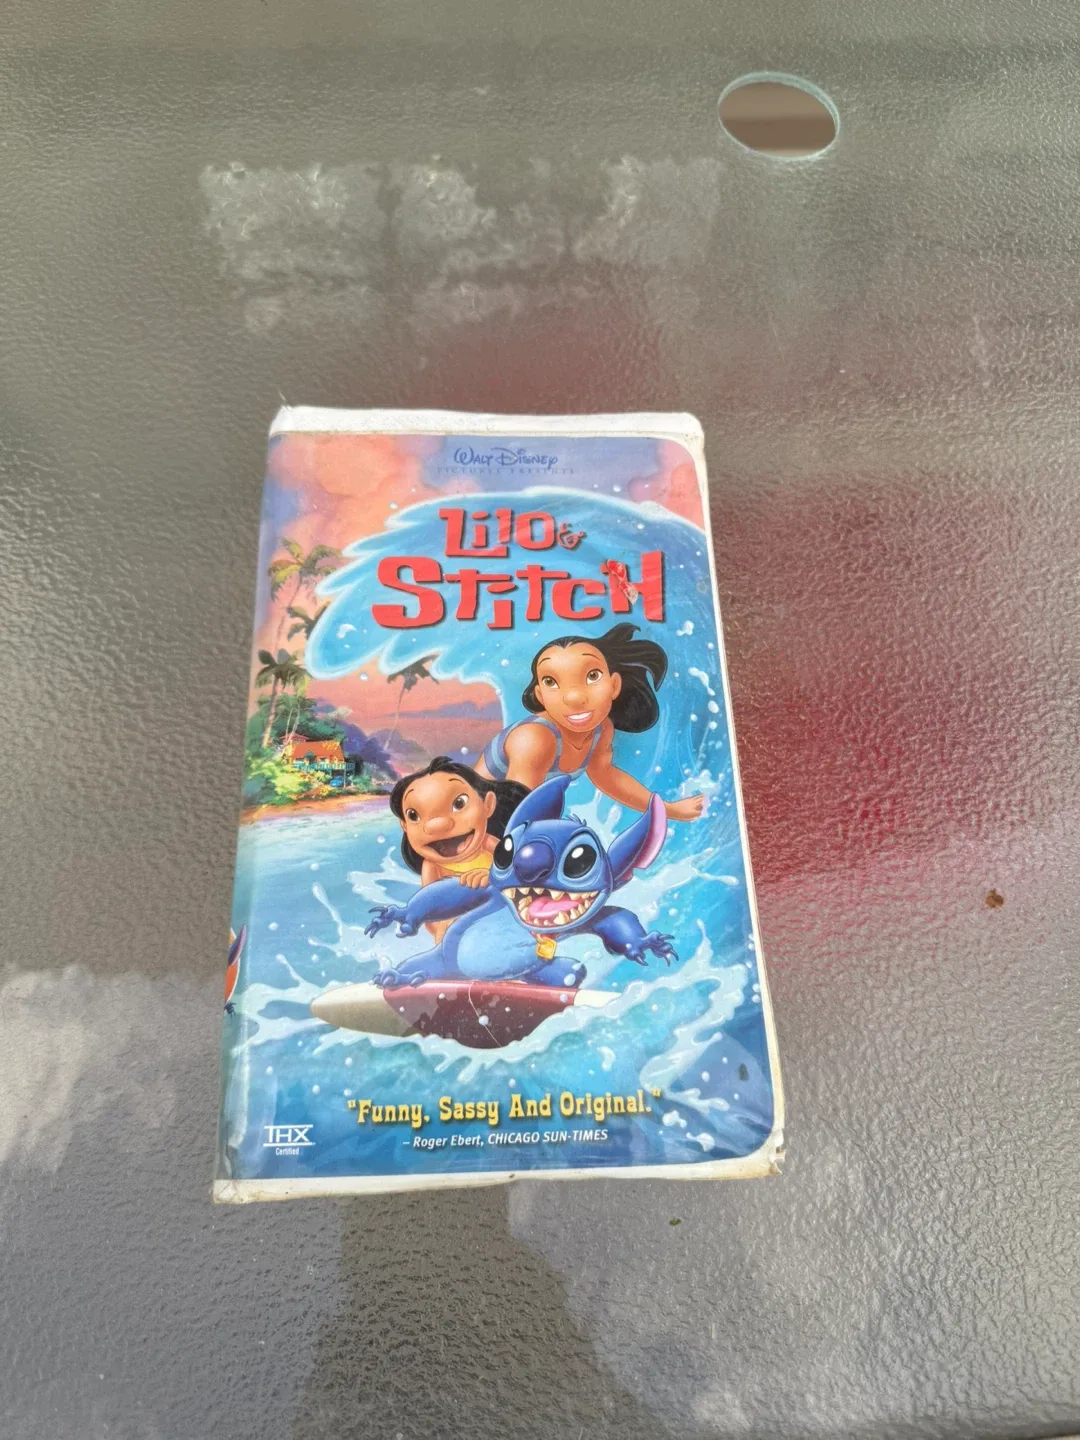 WALT DISNEY
PICTURES PRESENTS
Lilo &
STITCH
"Funny, Sassy And Original."
– Roger Ebert, CHICAGO SUN-TIMES
THX
Certified